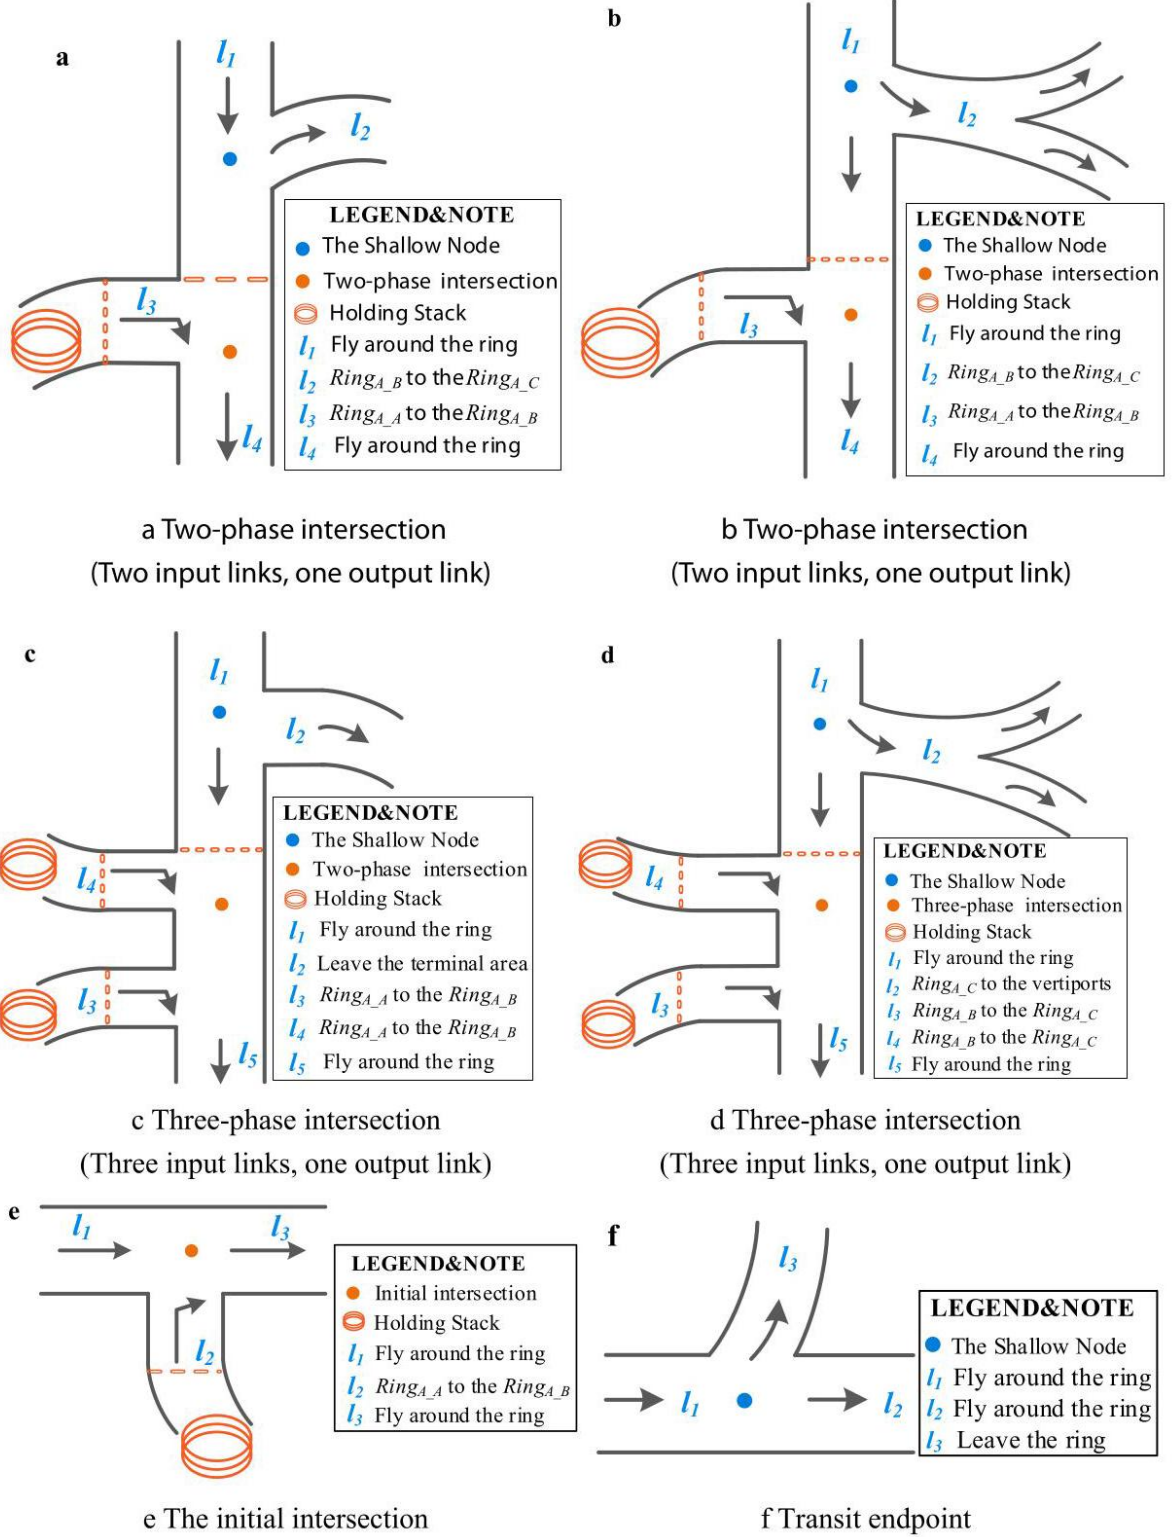 a
l1
l2
l3
l4
LEGEND&NOTE
The Shallow Node
Two-phase intersection
Holding Stack
l1 Fly around the ring
l2 RingA_B to the RingA_C
l3 RingA_A to the RingA_B
l4 Fly around the ring
a Two-phase intersection
(Two input links, one output link)
b
l1
l2
l3
l4
LEGEND&NOTE
The Shallow Node
Two-phase intersection
Holding Stack
l1 Fly around the ring
l2 RingA_B to the RingA_C
l3 RingA_A to the RingA_B
l4 Fly around the ring
b Two-phase intersection
(Two input links, one output link)
c
l1
l2
l4
l3
l5
LEGEND&NOTE
The Shallow Node
Two-phase intersection
Holding Stack
l1 Fly around the ring
l2 Leave the terminal area
l3 RingA_A to the RingA_B
l4 RingA_A to the RingA_B
l5 Fly around the ring
c Three-phase intersection
(Three input links, one output link)
d
l1
l2
l4
l3
l5
LEGEND&NOTE
The Shallow Node
Three-phase intersection
Holding Stack
l1 Fly around the ring
l2 RingA_C to the vertiports
l3 RingA_B to the RingA_C
l4 RingA_B to the RingA_C
l5 Fly around the ring
d Three-phase intersection
(Three input links, one output link)
e
l1
l3
l2
LEGEND&NOTE
Initial intersection
Holding Stack
l1 Fly around the ring
l2 RingA_A to the RingA_B
l3 Fly around the ring
e The initial intersection
f
l3
l1
l2
LEGEND&NOTE
The Shallow Node
l1 Fly around the ring
l2 Fly around the ring
l3 Leave the ring
f Transit endpoint